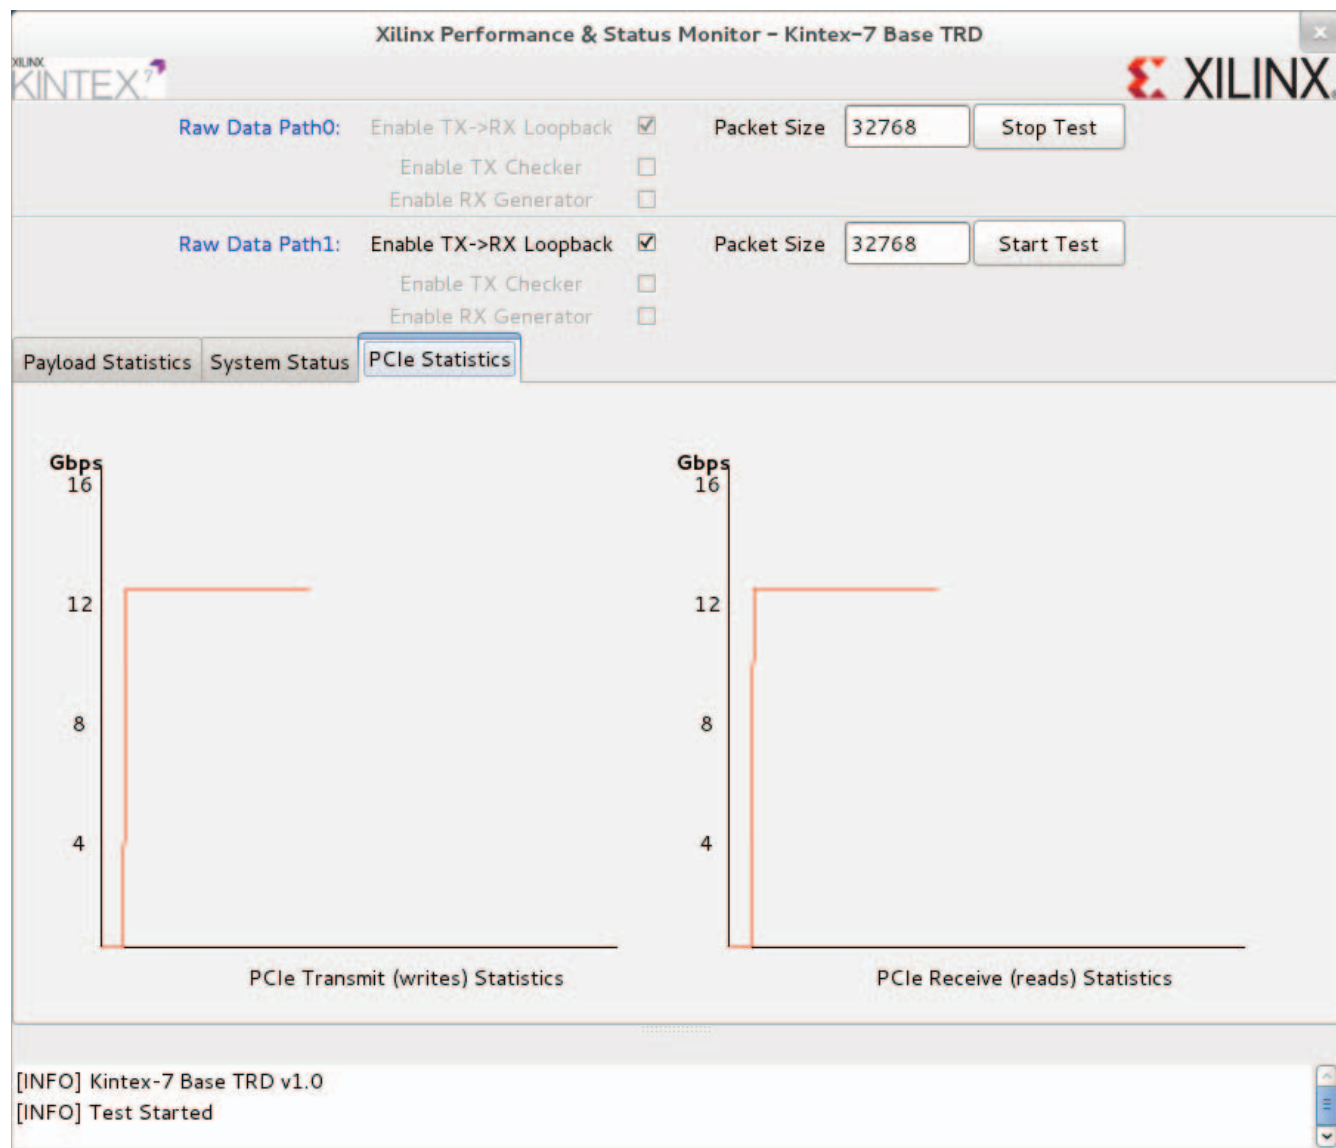 Xilinx Performance & Status Monitor - Kintex-7 Base TRD
XILINX
KINTEX.7
XILINX®
Raw Data Path0: Enable TX->RX Loopback Packet Size 32768 Stop Test
Enable TX Checker
Enable RX Generator
Raw Data Path1: Enable TX->RX Loopback Packet Size 32768 Start Test
Enable TX Checker
Enable RX Generator
Payload Statistics System Status PCIe Statistics
Gbps
16
12
8
4
PCIe Transmit (writes) Statistics
Gbps
16
12
8
4
PCIe Receive (reads) Statistics
[INFO] Kintex-7 Base TRD v1.0
[INFO] Test Started